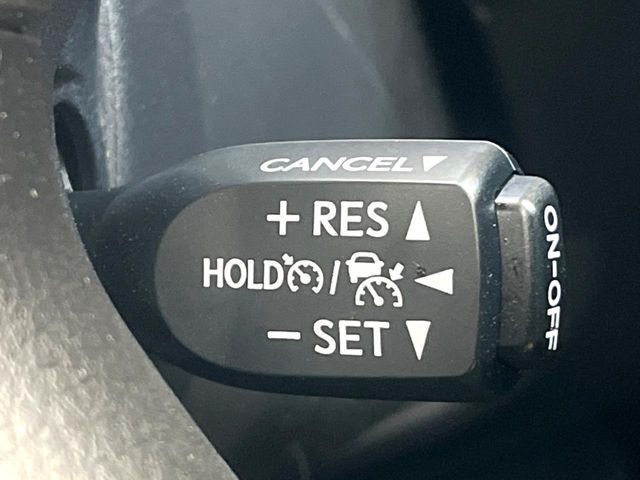 CANCEL▼
+ RES ▲
HOLD / ◀
− SET ▼
ON-OFF